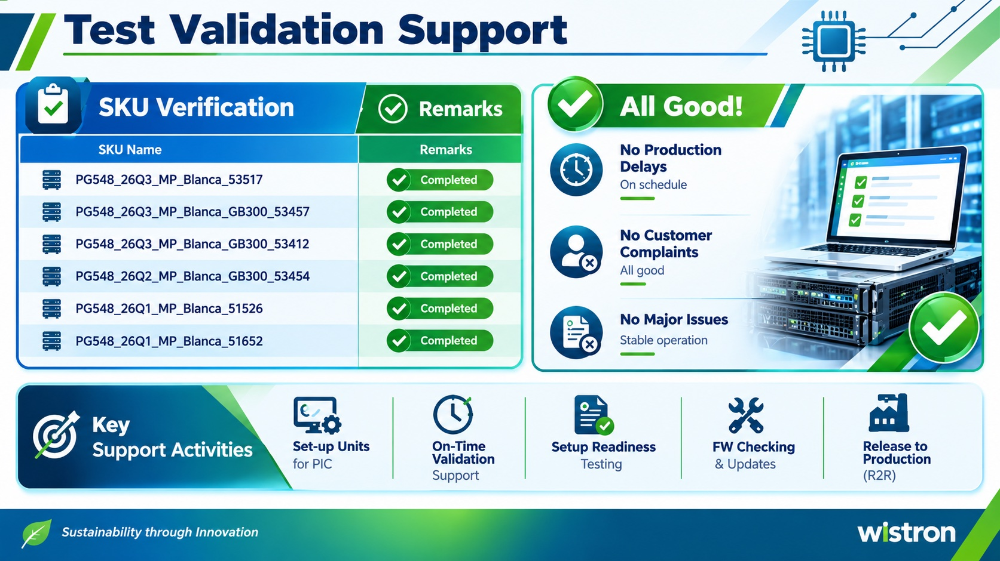 Test Validation Support
SKU Verification
Remarks
SKU Name
Remarks
PG548_26Q3_MP_Blanca_53517
Completed
PG548_26Q3_MP_Blanca_GB300_53457
Completed
PG548_26Q3_MP_Blanca_GB300_53412
Completed
PG548_26Q2_MP_Blanca_GB300_53454
Completed
PG548_26Q1_MP_Blanca_51526
Completed
PG548_26Q1_MP_Blanca_51652
Completed
All Good!
No Production
Delays
On schedule
No Customer
Complaints
All good
No Major Issues
Stable operation
Key
Support Activities
Set-up Units
for PIC
On-Time
Validation
Support
Setup Readiness
Testing
FW Checking
& Updates
Release to
Production
(R2R)
Sustainability through Innovation
wistron